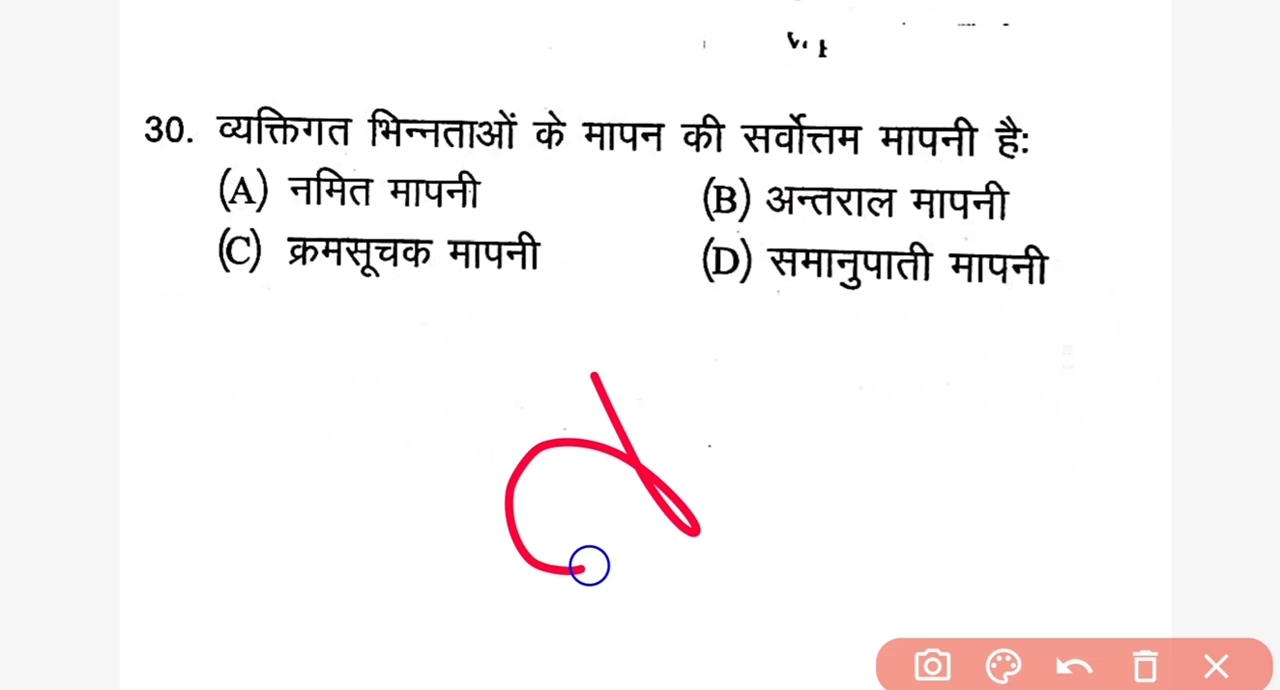 30. व्यक्तिगत भिन्नताओं के मापन की सर्वोत्तम मापनी है:
(A) नमित मापनी (B) अन्तराल मापनी
(C) क्रमसूचक मापनी (D) समानुपाती मापनी